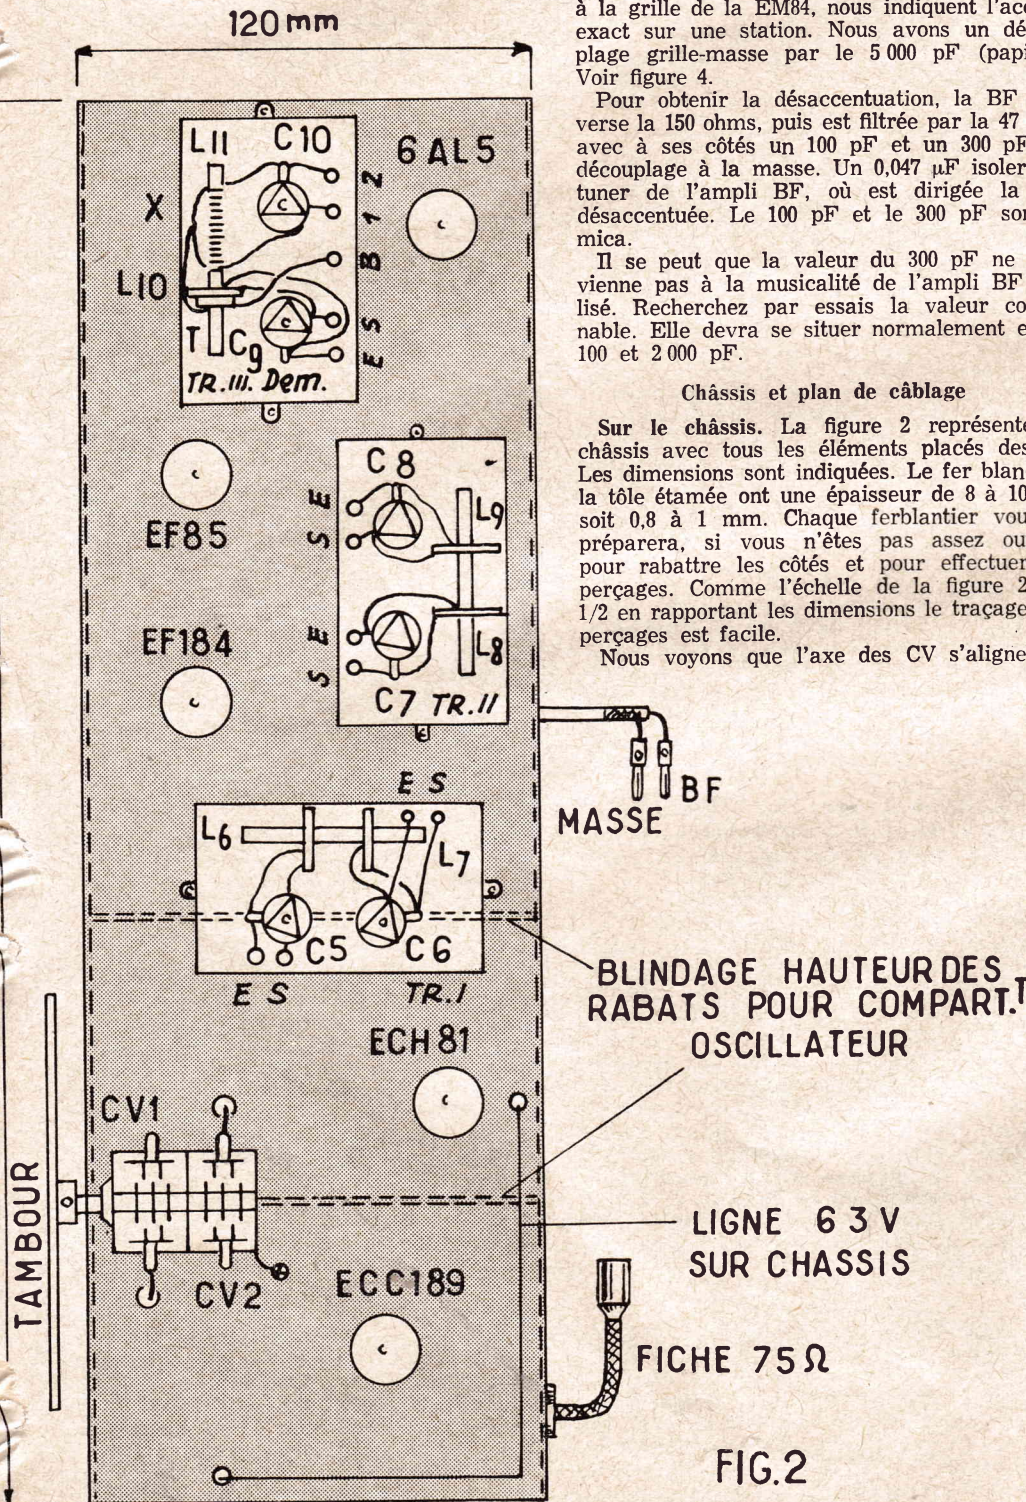 120 mm
L11 C10
6AL5
X
2
1
B
S
E
L10
T C9
TR.III. Dem.
C8
E
S
L9
EF85
EF184
E
S
L8
C7 TR.II
BF
MASSE
E S
L6
L7
C5 C6
E S TR.I
BLINDAGE HAUTEUR DES
RABATS POUR COMPART.T
OSCILLATEUR
ECH81
CV1
TAMBOUR
LIGNE 6 3 V
SUR CHASSIS
CV2
ECC189
FICHE 75 Ω
FIG.2
à la grille de la EM84, nous indiquent l'acc
exact sur une station. Nous avons un dé
plage grille-masse par le 5 000 pF (papi
Voir figure 4.
Pour obtenir la désaccentuation, la BF
verse la 150 ohms, puis est filtrée par la 47
avec à ses côtés un 100 pF et un 300 pF
découplage à la masse. Un 0,047 µF isoler
tuner de l'ampli BF, où est dirigée la
désaccentuée. Le 100 pF et le 300 pF son
mica.
Il se peut que la valeur du 300 pF ne
vienne pas à la musicalité de l'ampli BF
lisé. Recherchez par essais la valeur co
nable. Elle devra se situer normalement e
100 et 2 000 pF.
Châssis et plan de câblage
Sur le châssis. La figure 2 représente
châssis avec tous les éléments placés des
Les dimensions sont indiquées. Le fer blan
la tôle étamée ont une épaisseur de 8 à 10
soit 0,8 à 1 mm. Chaque ferblantier vou
préparera, si vous n'êtes pas assez ou
pour rabattre les côtés et pour effectuer
perçages. Comme l'échelle de la figure 2
1/2 en rapportant les dimensions le traçage
perçages est facile.
Nous voyons que l'axe des CV s'aligne